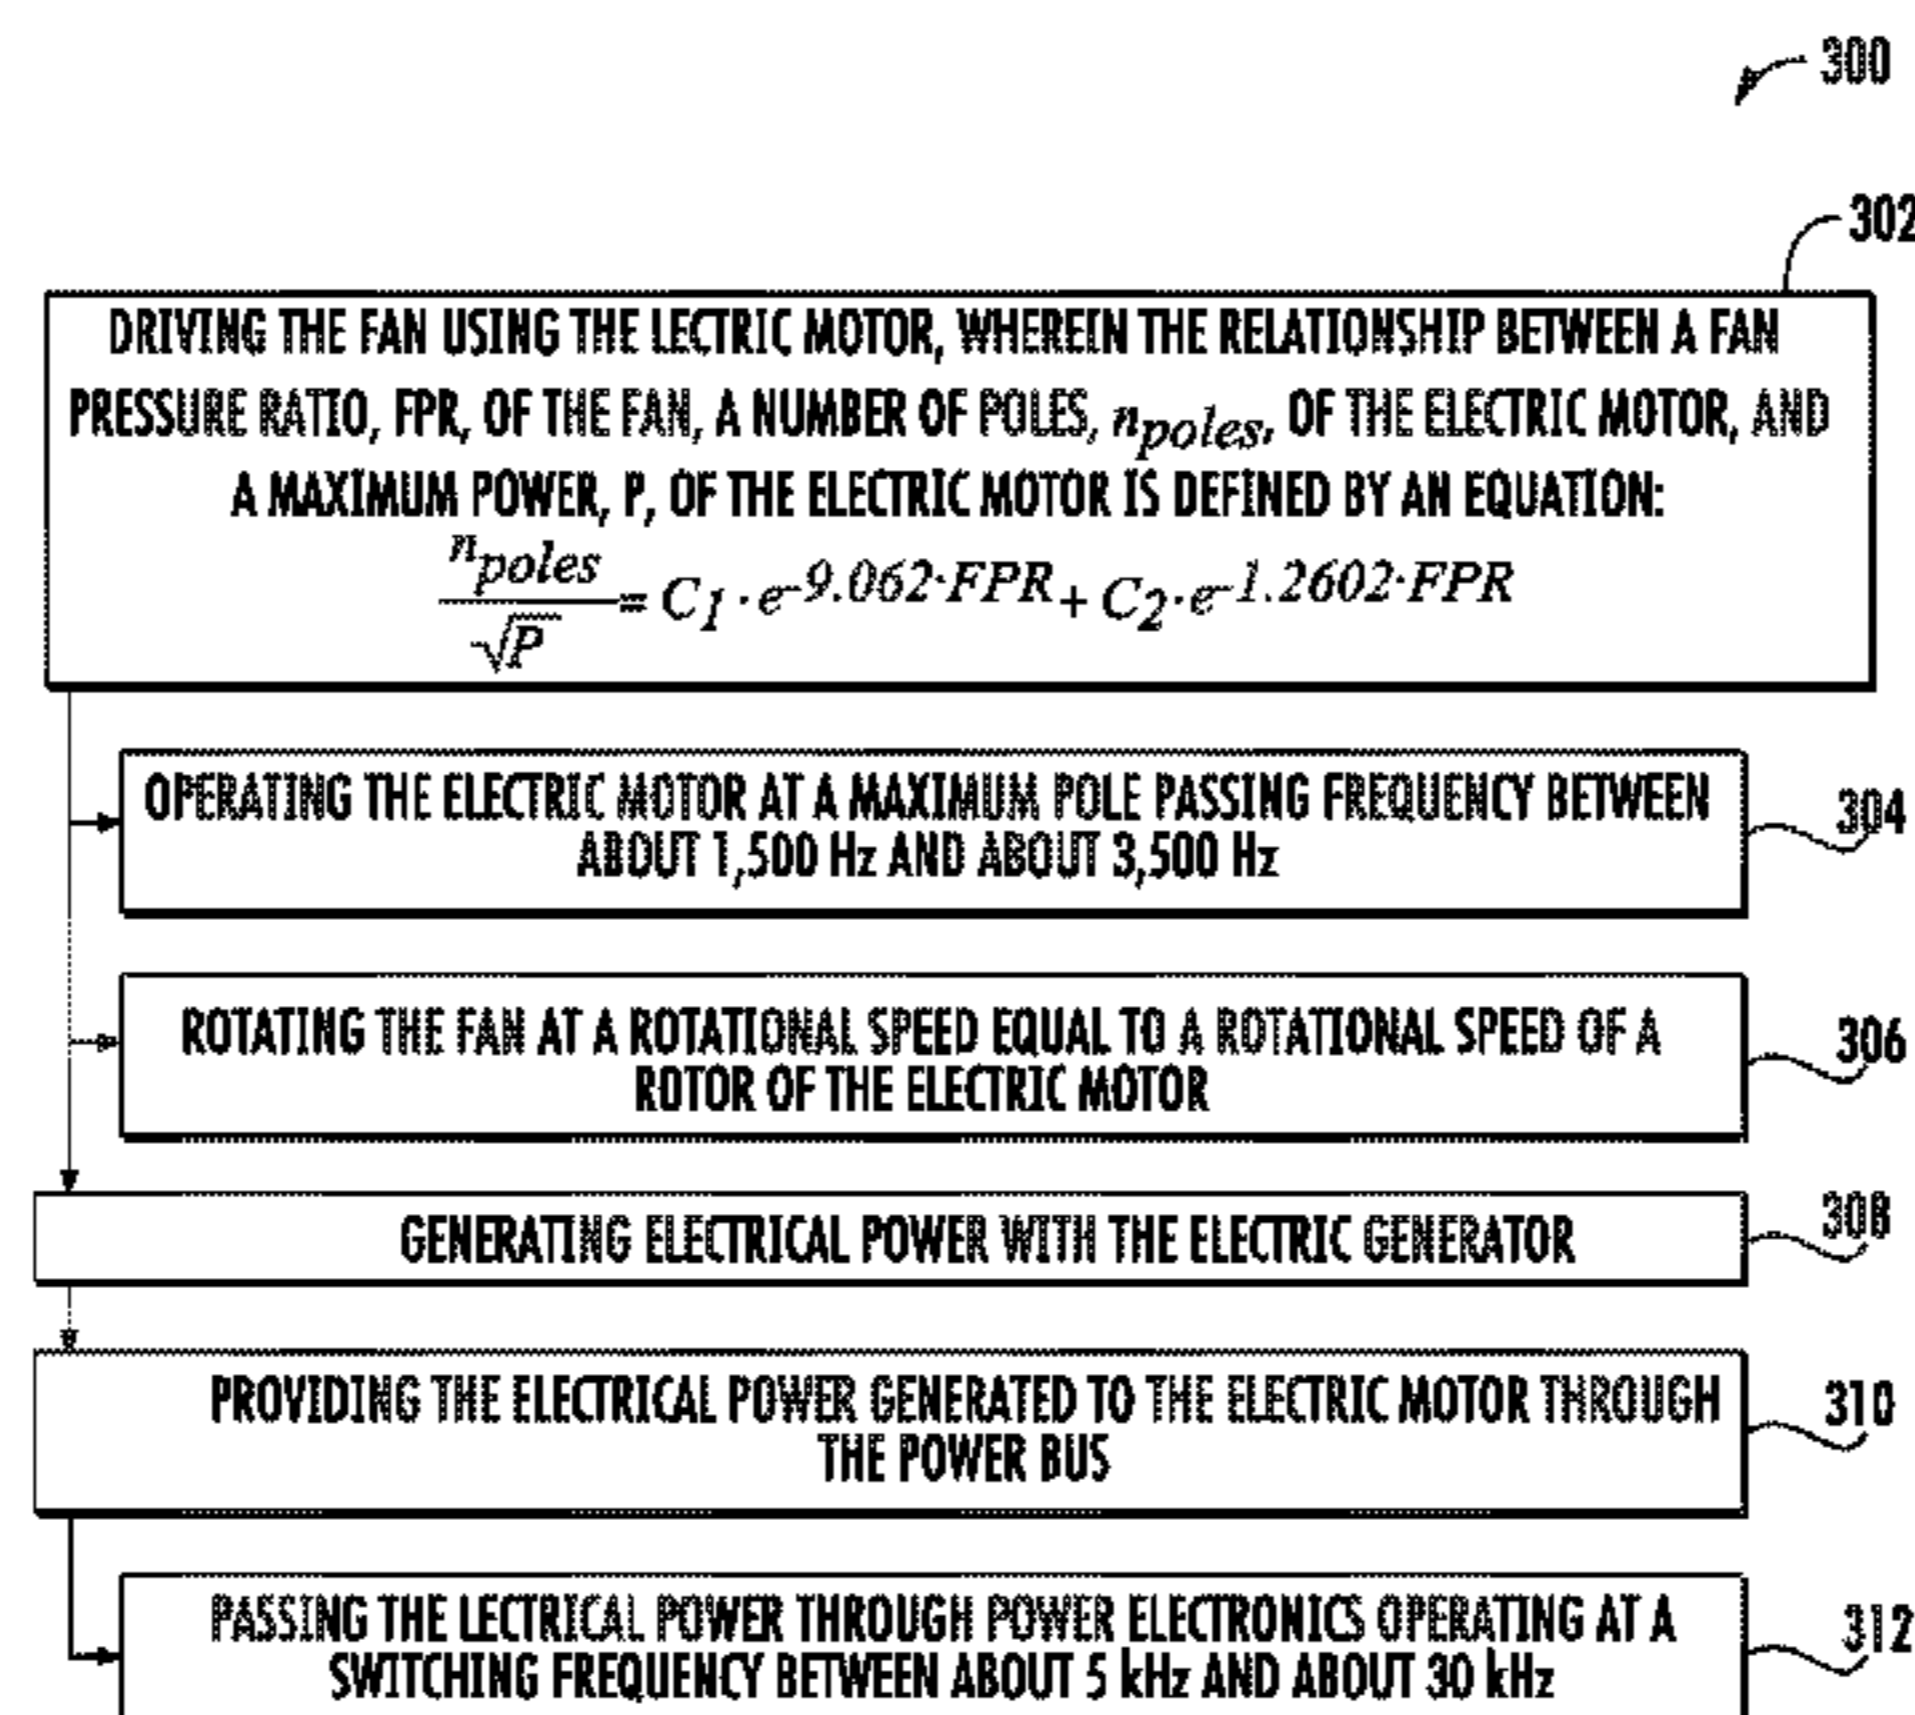 300
302
DRIVING THE FAN USING THE LECTRIC MOTOR, WHEREIN THE RELATIONSHIP BETWEEN A FAN
PRESSURE RATIO, FPR, OF THE FAN, A NUMBER OF POLES, n_poles, OF THE ELECTRIC MOTOR, AND
A MAXIMUM POWER, P, OF THE ELECTRIC MOTOR IS DEFINED BY AN EQUATION:
n_poles / √P = C_1 · e^-9.062·FPR + C_2 · e^-1.2602·FPR
OPERATING THE ELECTRIC MOTOR AT A MAXIMUM POLE PASSING FREQUENCY BETWEEN
ABOUT 1,500 Hz AND ABOUT 3,500 Hz
304
ROTATING THE FAN AT A ROTATIONAL SPEED EQUAL TO A ROTATIONAL SPEED OF A
ROTOR OF THE ELECTRIC MOTOR
306
GENERATING ELECTRICAL POWER WITH THE ELECTRIC GENERATOR
308
PROVIDING THE ELECTRICAL POWER GENERATED TO THE ELECTRIC MOTOR THROUGH
THE POWER BUS
310
PASSING THE LECTRICAL POWER THROUGH POWER ELECTRONICS OPERATING AT A
SWITCHING FREQUENCY BETWEEN ABOUT 5 kHz AND ABOUT 30 kHz
312